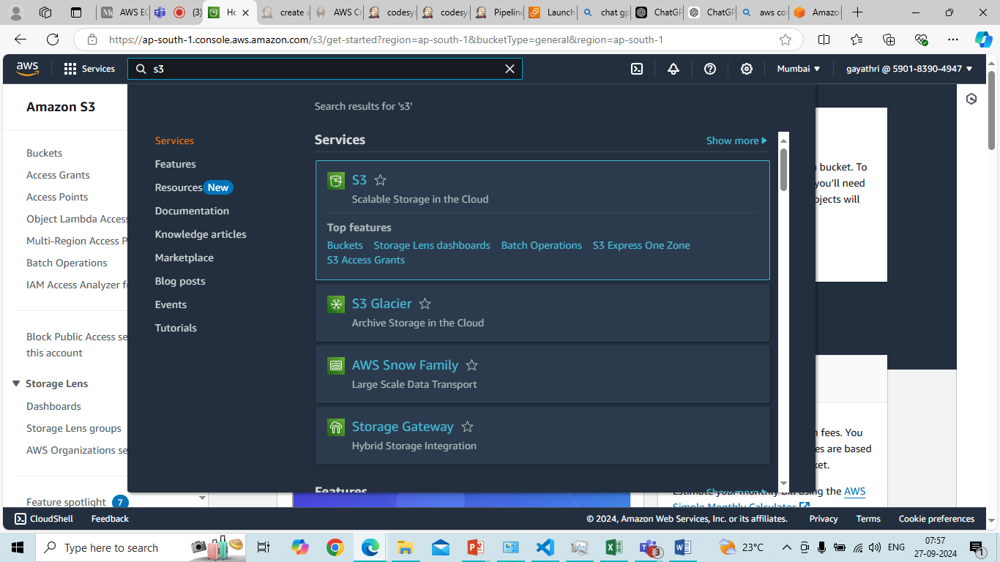 AWS EC
(3)
Ho
create e
AWS Cr
codesy
codesy
Pipeline
Launch
chat gp
ChatGP
ChatGP
aws co
Amazo
https://ap-south-1.console.aws.amazon.com/s3/get-started?region=ap-south-1&bucketType=general&region=ap-south-1
aws
Services
s3
Mumbai
gayathri @ 5901-8390-4947
Amazon S3
Buckets
Access Grants
Access Points
Object Lambda Access
Multi-Region Access P
Batch Operations
IAM Access Analyzer fo
Block Public Access se
this account
Storage Lens
Dashboards
Storage Lens groups
AWS Organizations se
Feature spotlight 7
Services
Features
Resources New
Documentation
Knowledge articles
Marketplace
Blog posts
Events
Tutorials
Search results for 's3'
Services
Show more
S3
Scalable Storage in the Cloud
Top features
Buckets Storage Lens dashboards Batch Operations S3 Express One Zone
S3 Access Grants
S3 Glacier
Archive Storage in the Cloud
AWS Snow Family
Large Scale Data Transport
Storage Gateway
Hybrid Storage Integration
Features
Show more
bucket. To
you'll need
bjects will
fees. You
es are based
ket.
Estimate your monthly bill using the AWS
Simple Monthly Calculator
CloudShell
Feedback
© 2024, Amazon Web Services, Inc. or its affiliates.
Privacy
Terms
Cookie preferences
Type here to search
3
23°C
ENG
07:57
27-09-2024
1